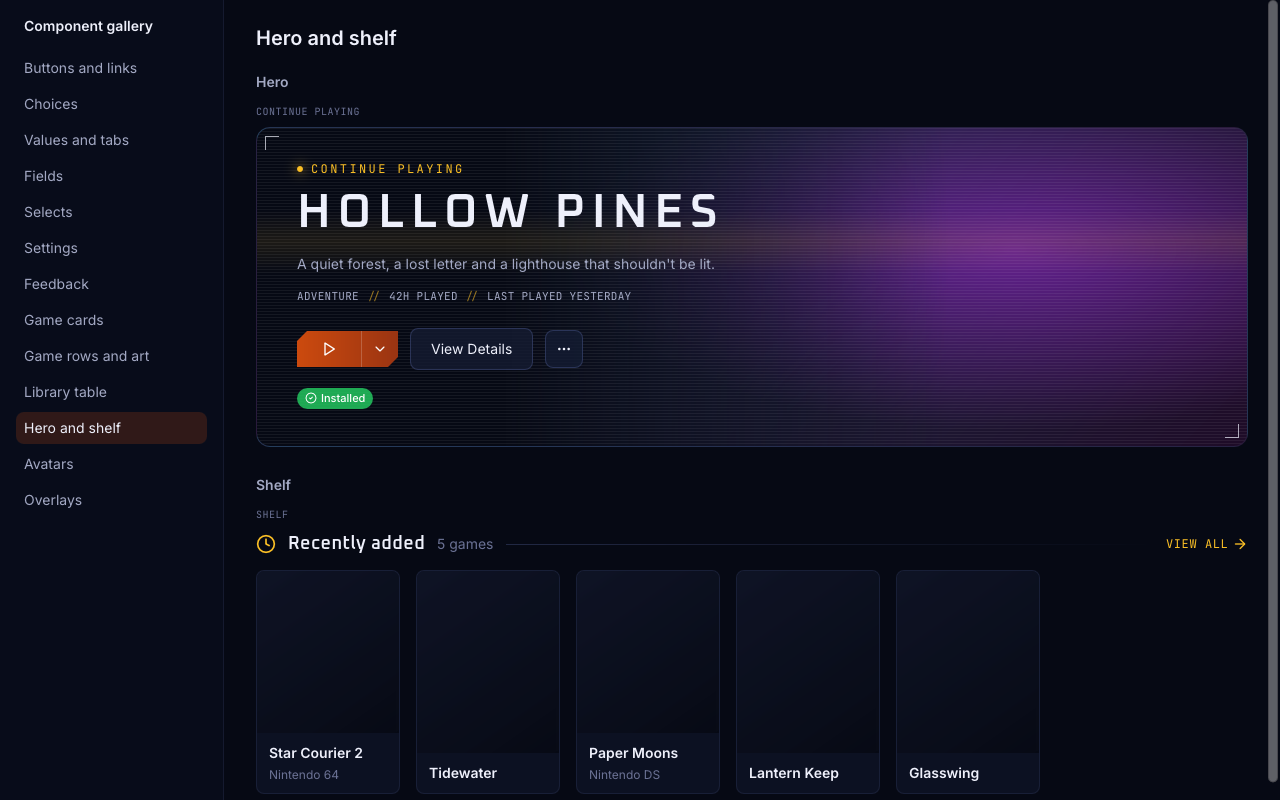 Component gallery
Buttons and links
Choices
Values and tabs
Fields
Selects
Settings
Feedback
Game cards
Game rows and art
Library table
Hero and shelf
Avatars
Overlays
Hero and shelf
Hero
CONTINUE PLAYING
CONTINUE PLAYING
HOLLOW PINES
A quiet forest, a lost letter and a lighthouse that shouldn't be lit.
ADVENTURE // 42H PLAYED // LAST PLAYED YESTERDAY
View Details
Installed
Shelf
SHELF
Recently added 5 games VIEW ALL
Star Courier 2
Nintendo 64
Tidewater
Paper Moons
Nintendo DS
Lantern Keep
Glasswing